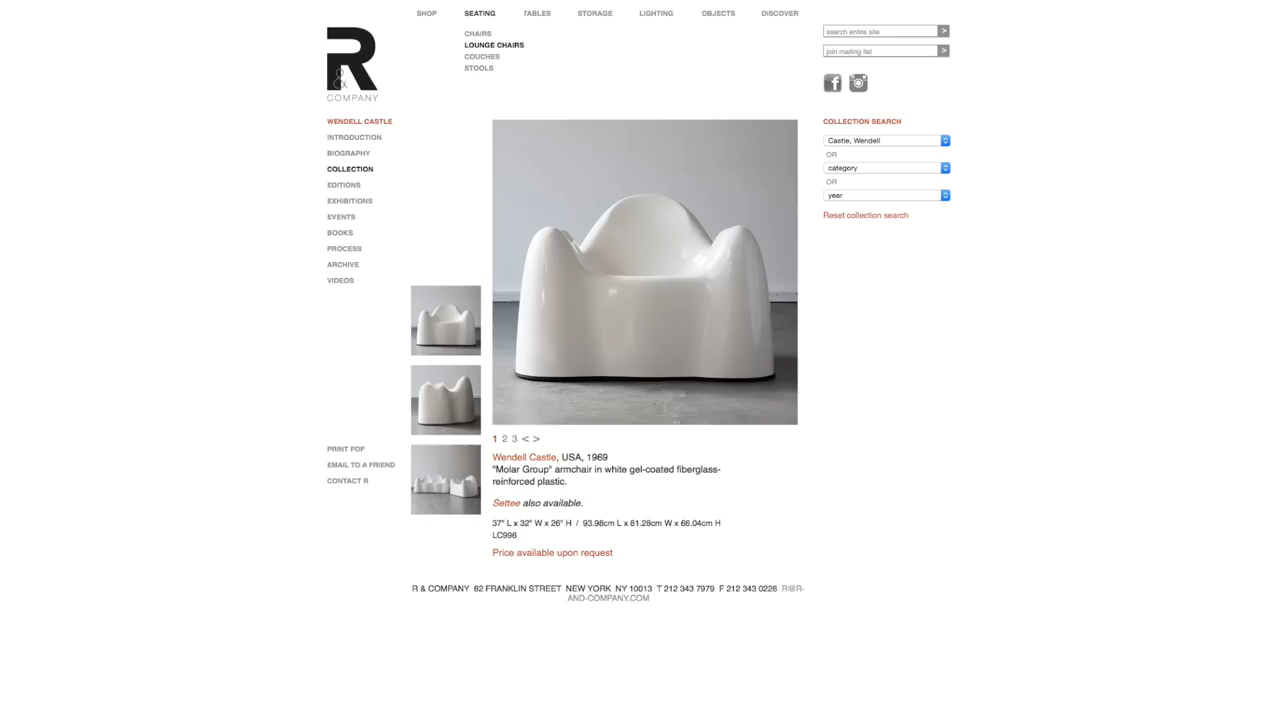 SHOP SEATING TABLES STORAGE LIGHTING OBJECTS DISCOVER
CHAIRS
LOUNGE CHAIRS
COUCHES
STOOLS
R
&
COMPANY
search entire site >
join mailing list >
f
WENDELL CASTLE
INTRODUCTION
BIOGRAPHY
COLLECTION
EDITIONS
EXHIBITIONS
EVENTS
BOOKS
PROCESS
ARCHIVE
VIDEOS
PRINT PDF
EMAIL TO A FRIEND
CONTACT R
COLLECTION SEARCH
Castle, Wendell
OR
category
OR
year
Reset collection search
1 2 3 < >
Wendell Castle, USA, 1969
"Molar Group" armchair in white gel-coated fiberglass-
reinforced plastic.
Settee also available.
37" L x 32" W x 26" H / 93.98cm L x 81.28cm W x 66.04cm H
LC996
Price available upon request
R & COMPANY 82 FRANKLIN STREET NEW YORK NY 10013 T 212 343 7979 F 212 343 0226 R@R-
AND-COMPANY.COM